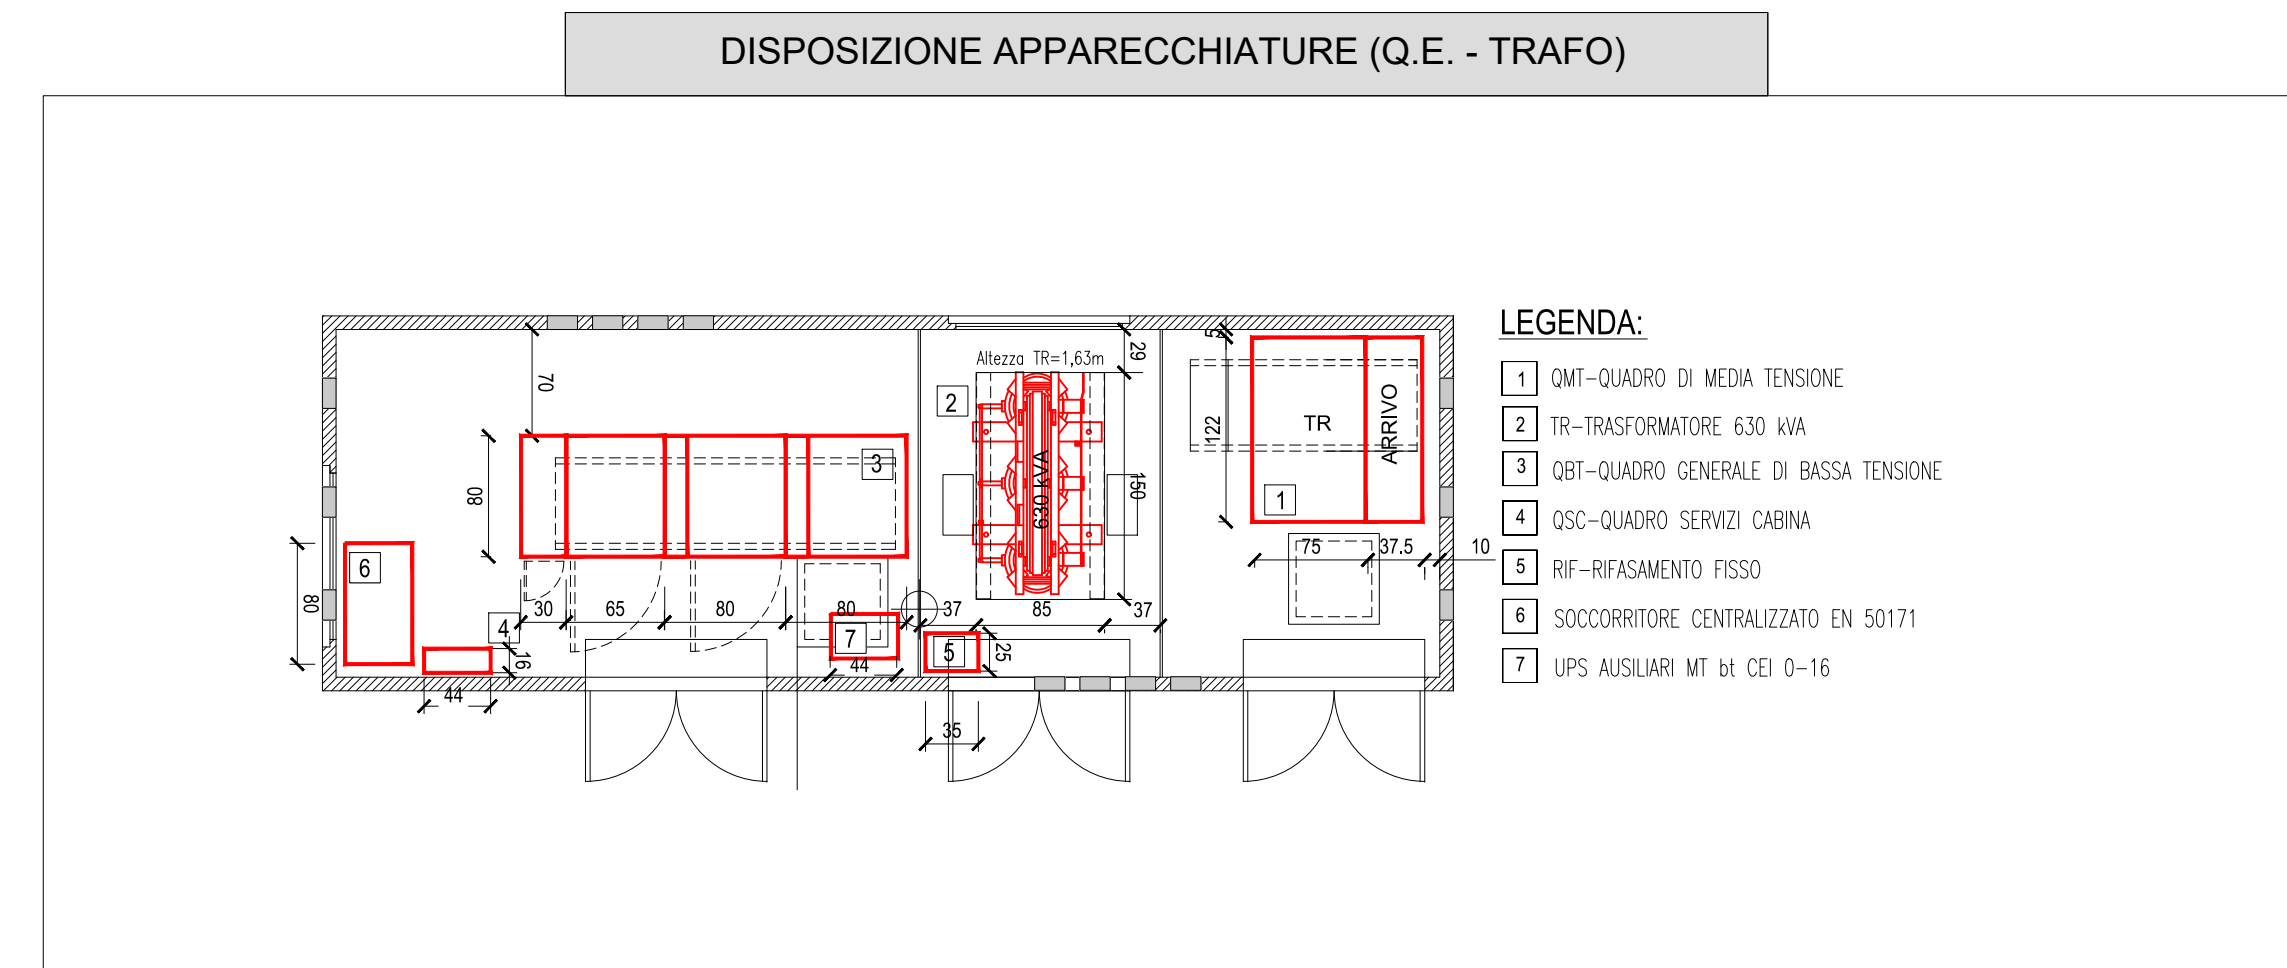 DISPOSIZIONE APPARECCHIATURE (Q.E. - TRAFO)
LEGENDA:
1 QMT-QUADRO DI MEDIA TENSIONE
2 TR-TRASFORMATORE 630 kVA
3 QBT-QUADRO GENERALE DI BASSA TENSIONE
4 QSC-QUADRO SERVIZI CABINA
5 RIF-RIFASAMENTO FISSO
6 SOCCORRITORE CENTRALIZZATO EN 50171
7 UPS AUSILIARI MT bt CEI 0-16
Altezza TR=1,63m
70
29
5
2
TR
ARRIVO
122
3
80
630 kVA
150
1
6
75
37.5
10
80
30
65
80
80
37
85
37
4
7
5
25
16
44
44
35